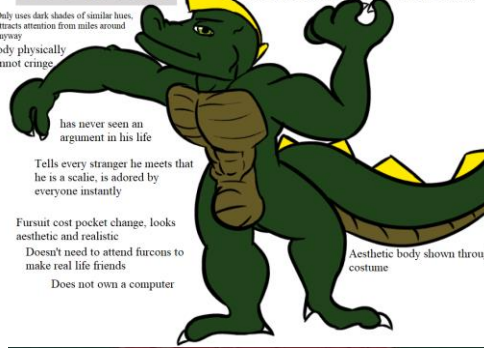 Only uses dark shades of similar hues,
attracts attention from miles around
anyway
body physically
cannot cringe
has never seen an
argument in his life
Tells every stranger he meets that
he is a scalie, is adored by
everyone instantly
Fursuit cost pocket change, looks
aesthetic and realistic
Doesn't need to attend furcons to
make real life friends
Does not own a computer
Aesthetic body shown throug
costume